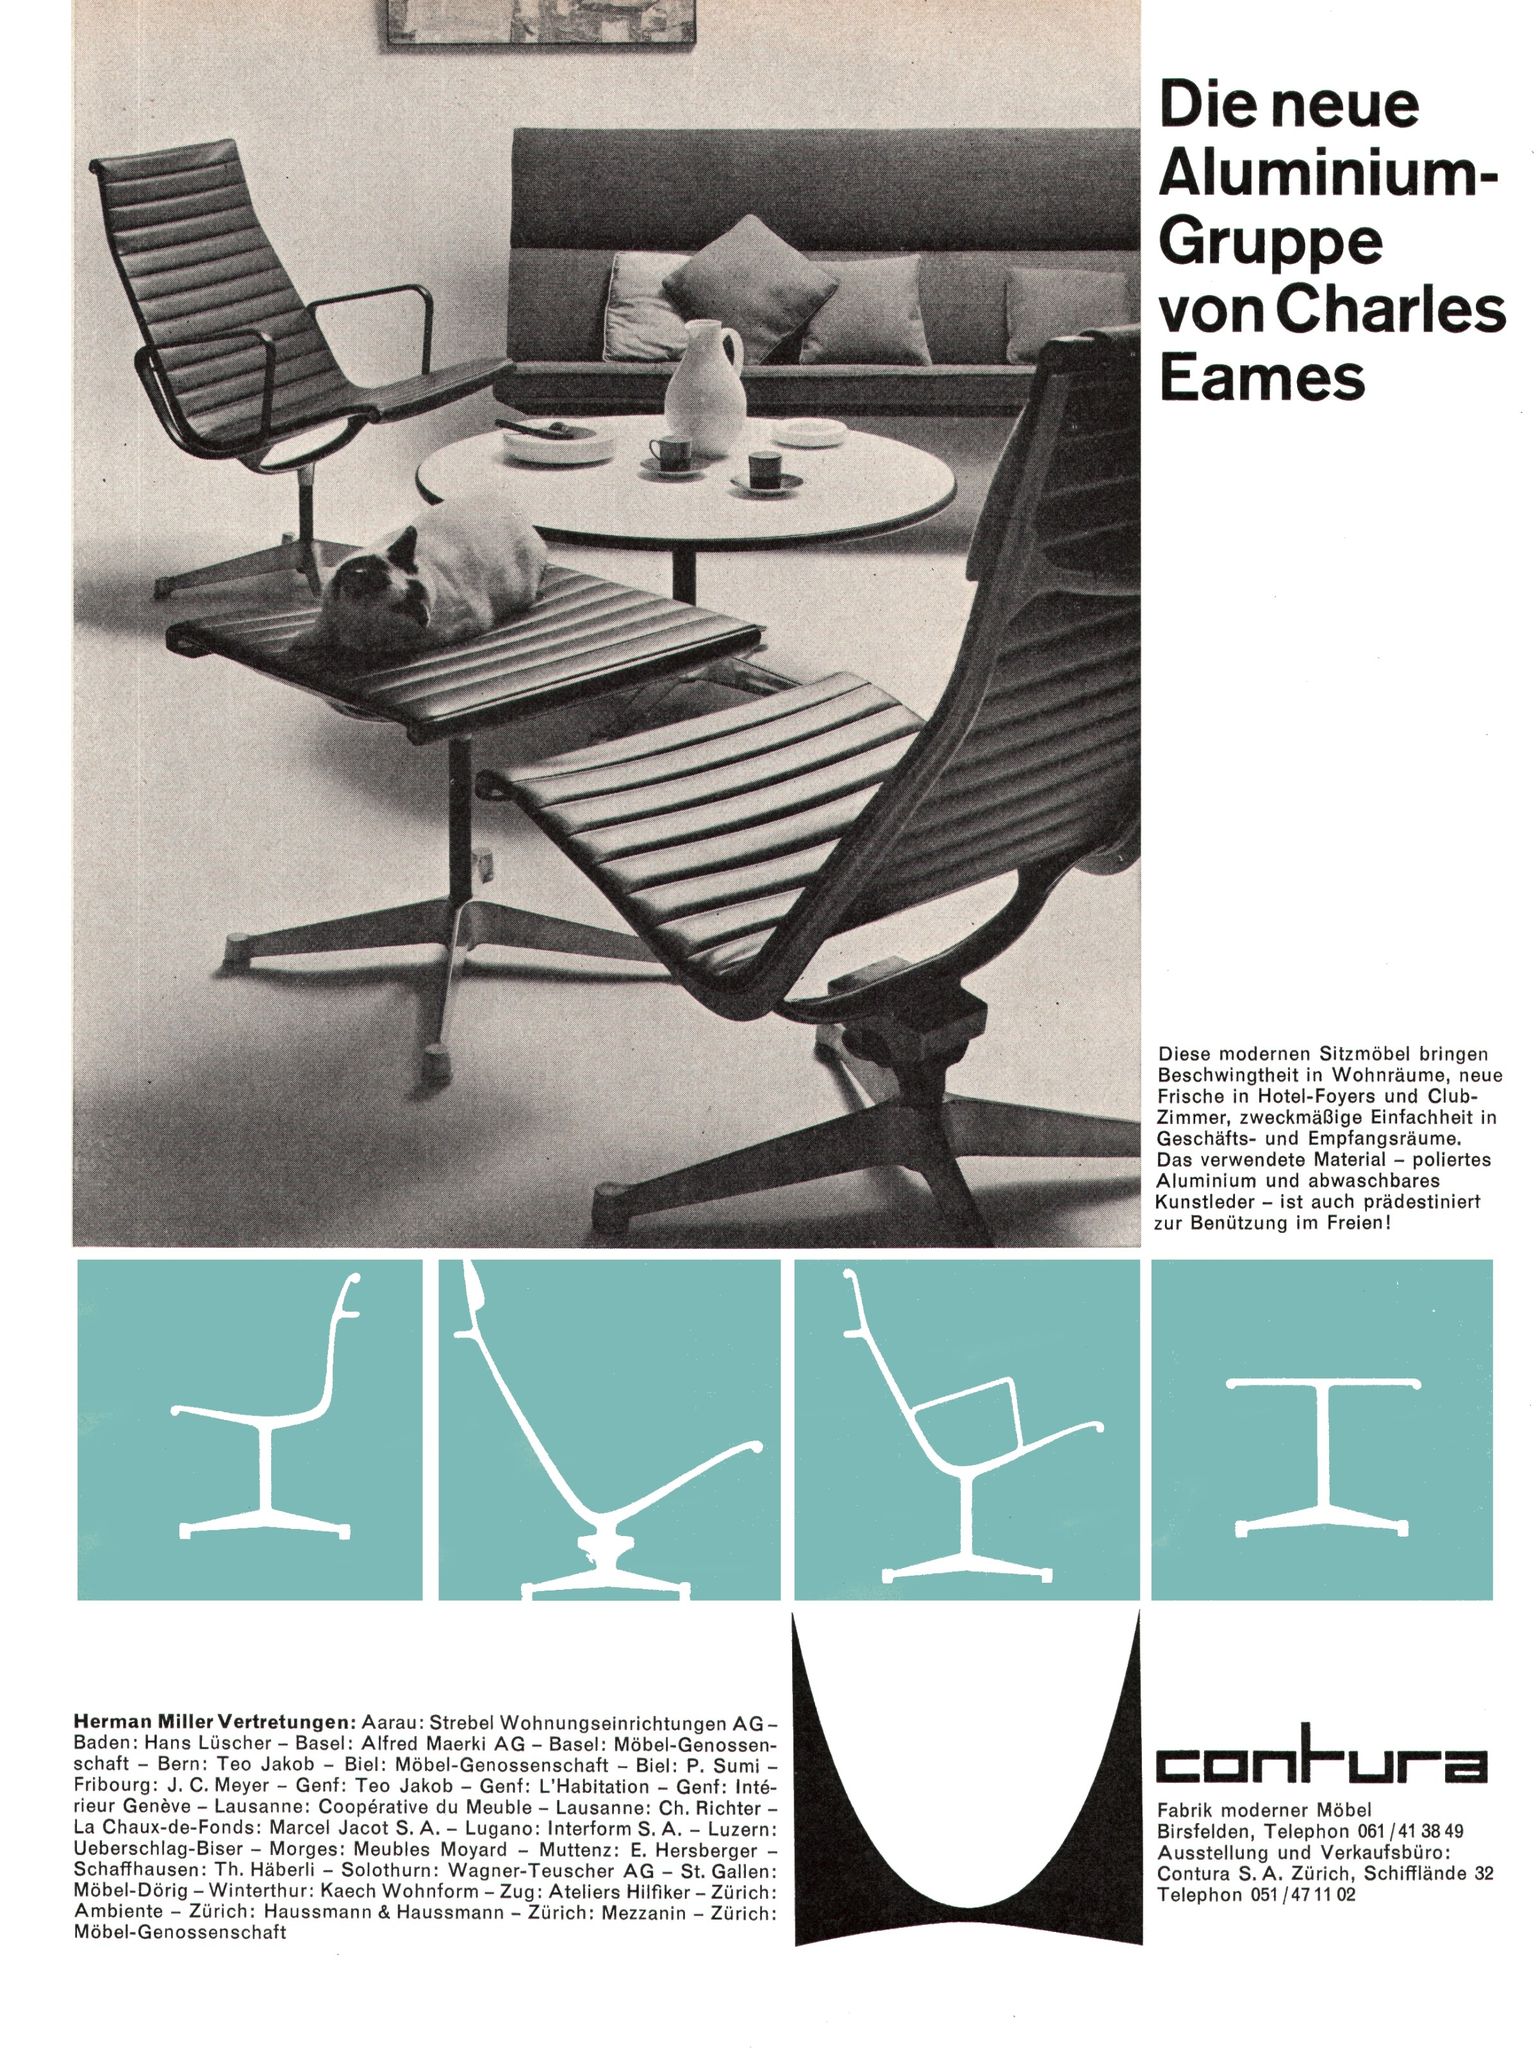 Die neue
Aluminium-
Gruppe
von Charles
Eames
Diese modernen Sitzmöbel bringen
Beschwingtheit in Wohnräume, neue
Frische in Hotel-Foyers und Club-
Zimmer, zweckmäßige Einfachheit in
Geschäfts- und Empfangsräume.
Das verwendete Material – poliertes
Aluminium und abwaschbares
Kunstleder – ist auch prädestiniert
zur Benützung im Freien!
Herman Miller Vertretungen: Aarau: Strebel Wohnungseinrichtungen AG –
Baden: Hans Lüscher – Basel: Alfred Maerki AG – Basel: Möbel-Genossen-
schaft – Bern: Teo Jakob – Biel: Möbel-Genossenschaft – Biel: P. Sumi –
Fribourg: J. C. Meyer – Genf: Teo Jakob – Genf: L'Habitation – Genf: Inté-
rieur Genève – Lausanne: Coopérative du Meuble – Lausanne: Ch. Richter –
La Chaux-de-Fonds: Marcel Jacot S. A. – Lugano: Interform S. A. – Luzern:
Ueberschlag-Biser – Morges: Meubles Moyard – Muttenz: E. Hersberger –
Schaffhausen: Th. Häberli – Solothurn: Wagner-Teuscher AG – St. Gallen:
Möbel-Dörig – Winterthur: Kaech Wohnform – Zug: Ateliers Hilfiker – Zürich:
Ambiente – Zürich: Haussmann & Haussmann – Zürich: Mezzanin – Zürich:
Möbel-Genossenschaft
contura
Fabrik moderner Möbel
Birsfelden, Telephon 061/41 38 49
Ausstellung und Verkaufsbüro:
Contura S. A. Zürich, Schifflände 32
Telephon 051/47 11 02